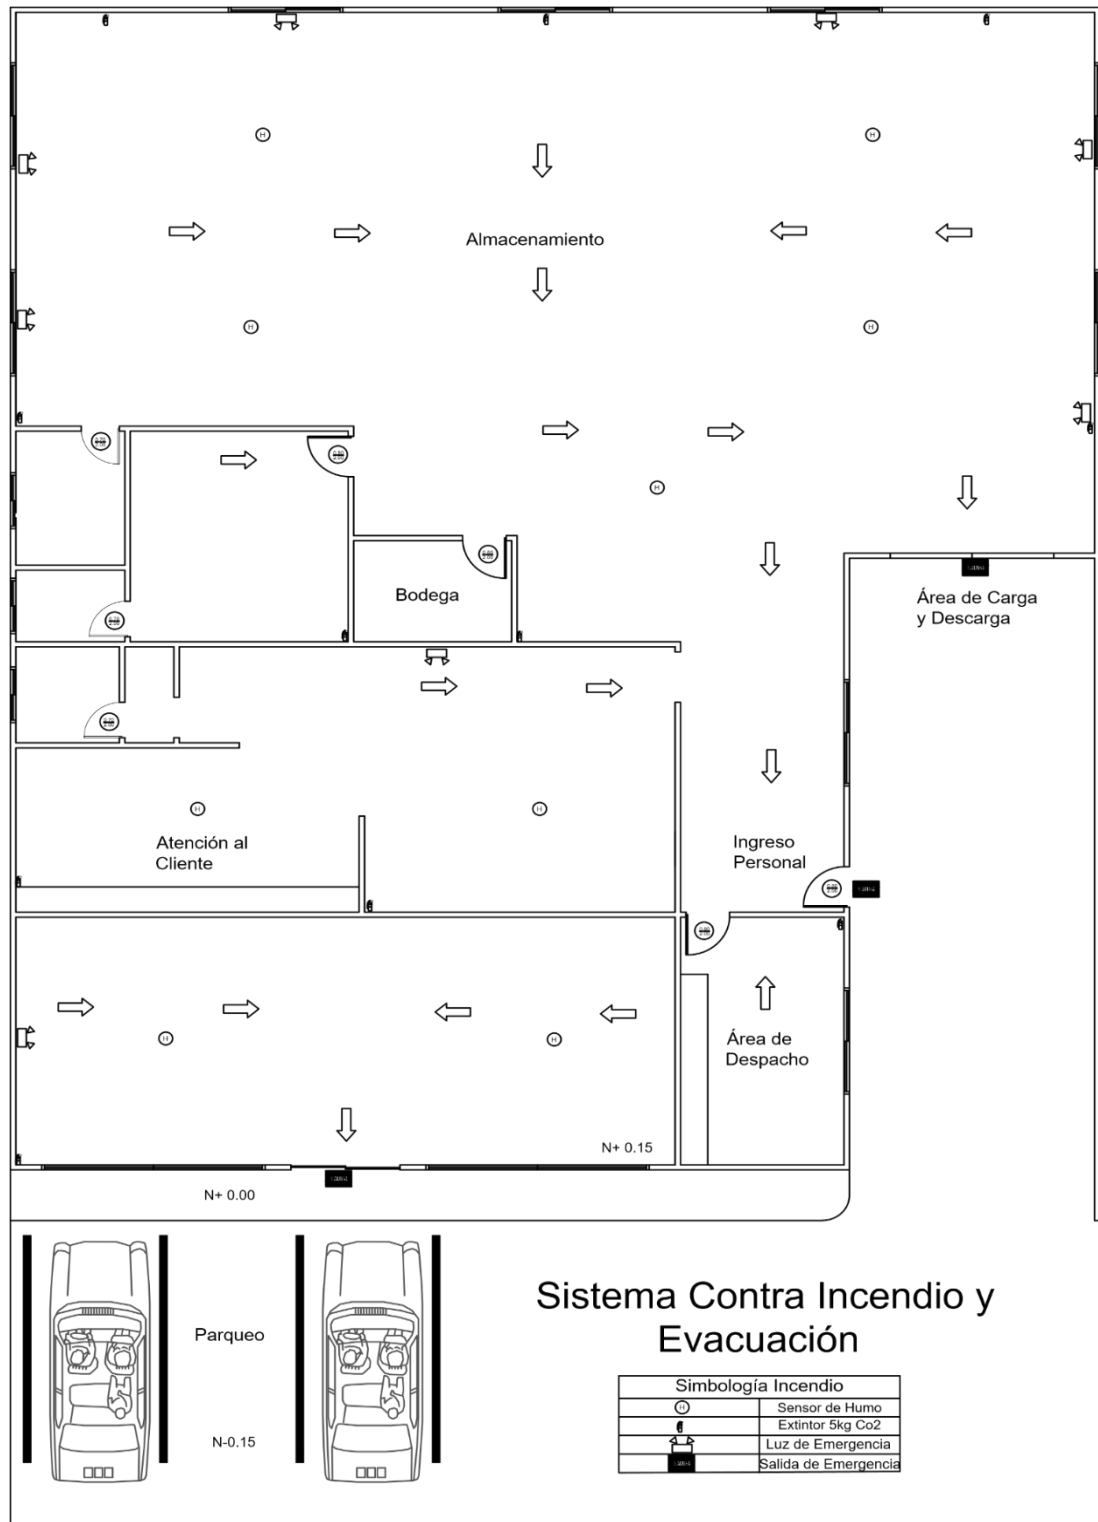 H
H
Almacenamiento
H
H
H
Bodega
Área de Carga
y Descarga
H
H
Atención al
Cliente
Ingreso
Personal
H
H
Área de
Despacho
N+ 0.15
N+ 0.00
Parqueo
N-0.15
Sistema Contra Incendio y
Evacuación
Simbología Incendio
H Sensor de Humo
Extintor 5kg Co2
Luz de Emergencia
Salida de Emergencia